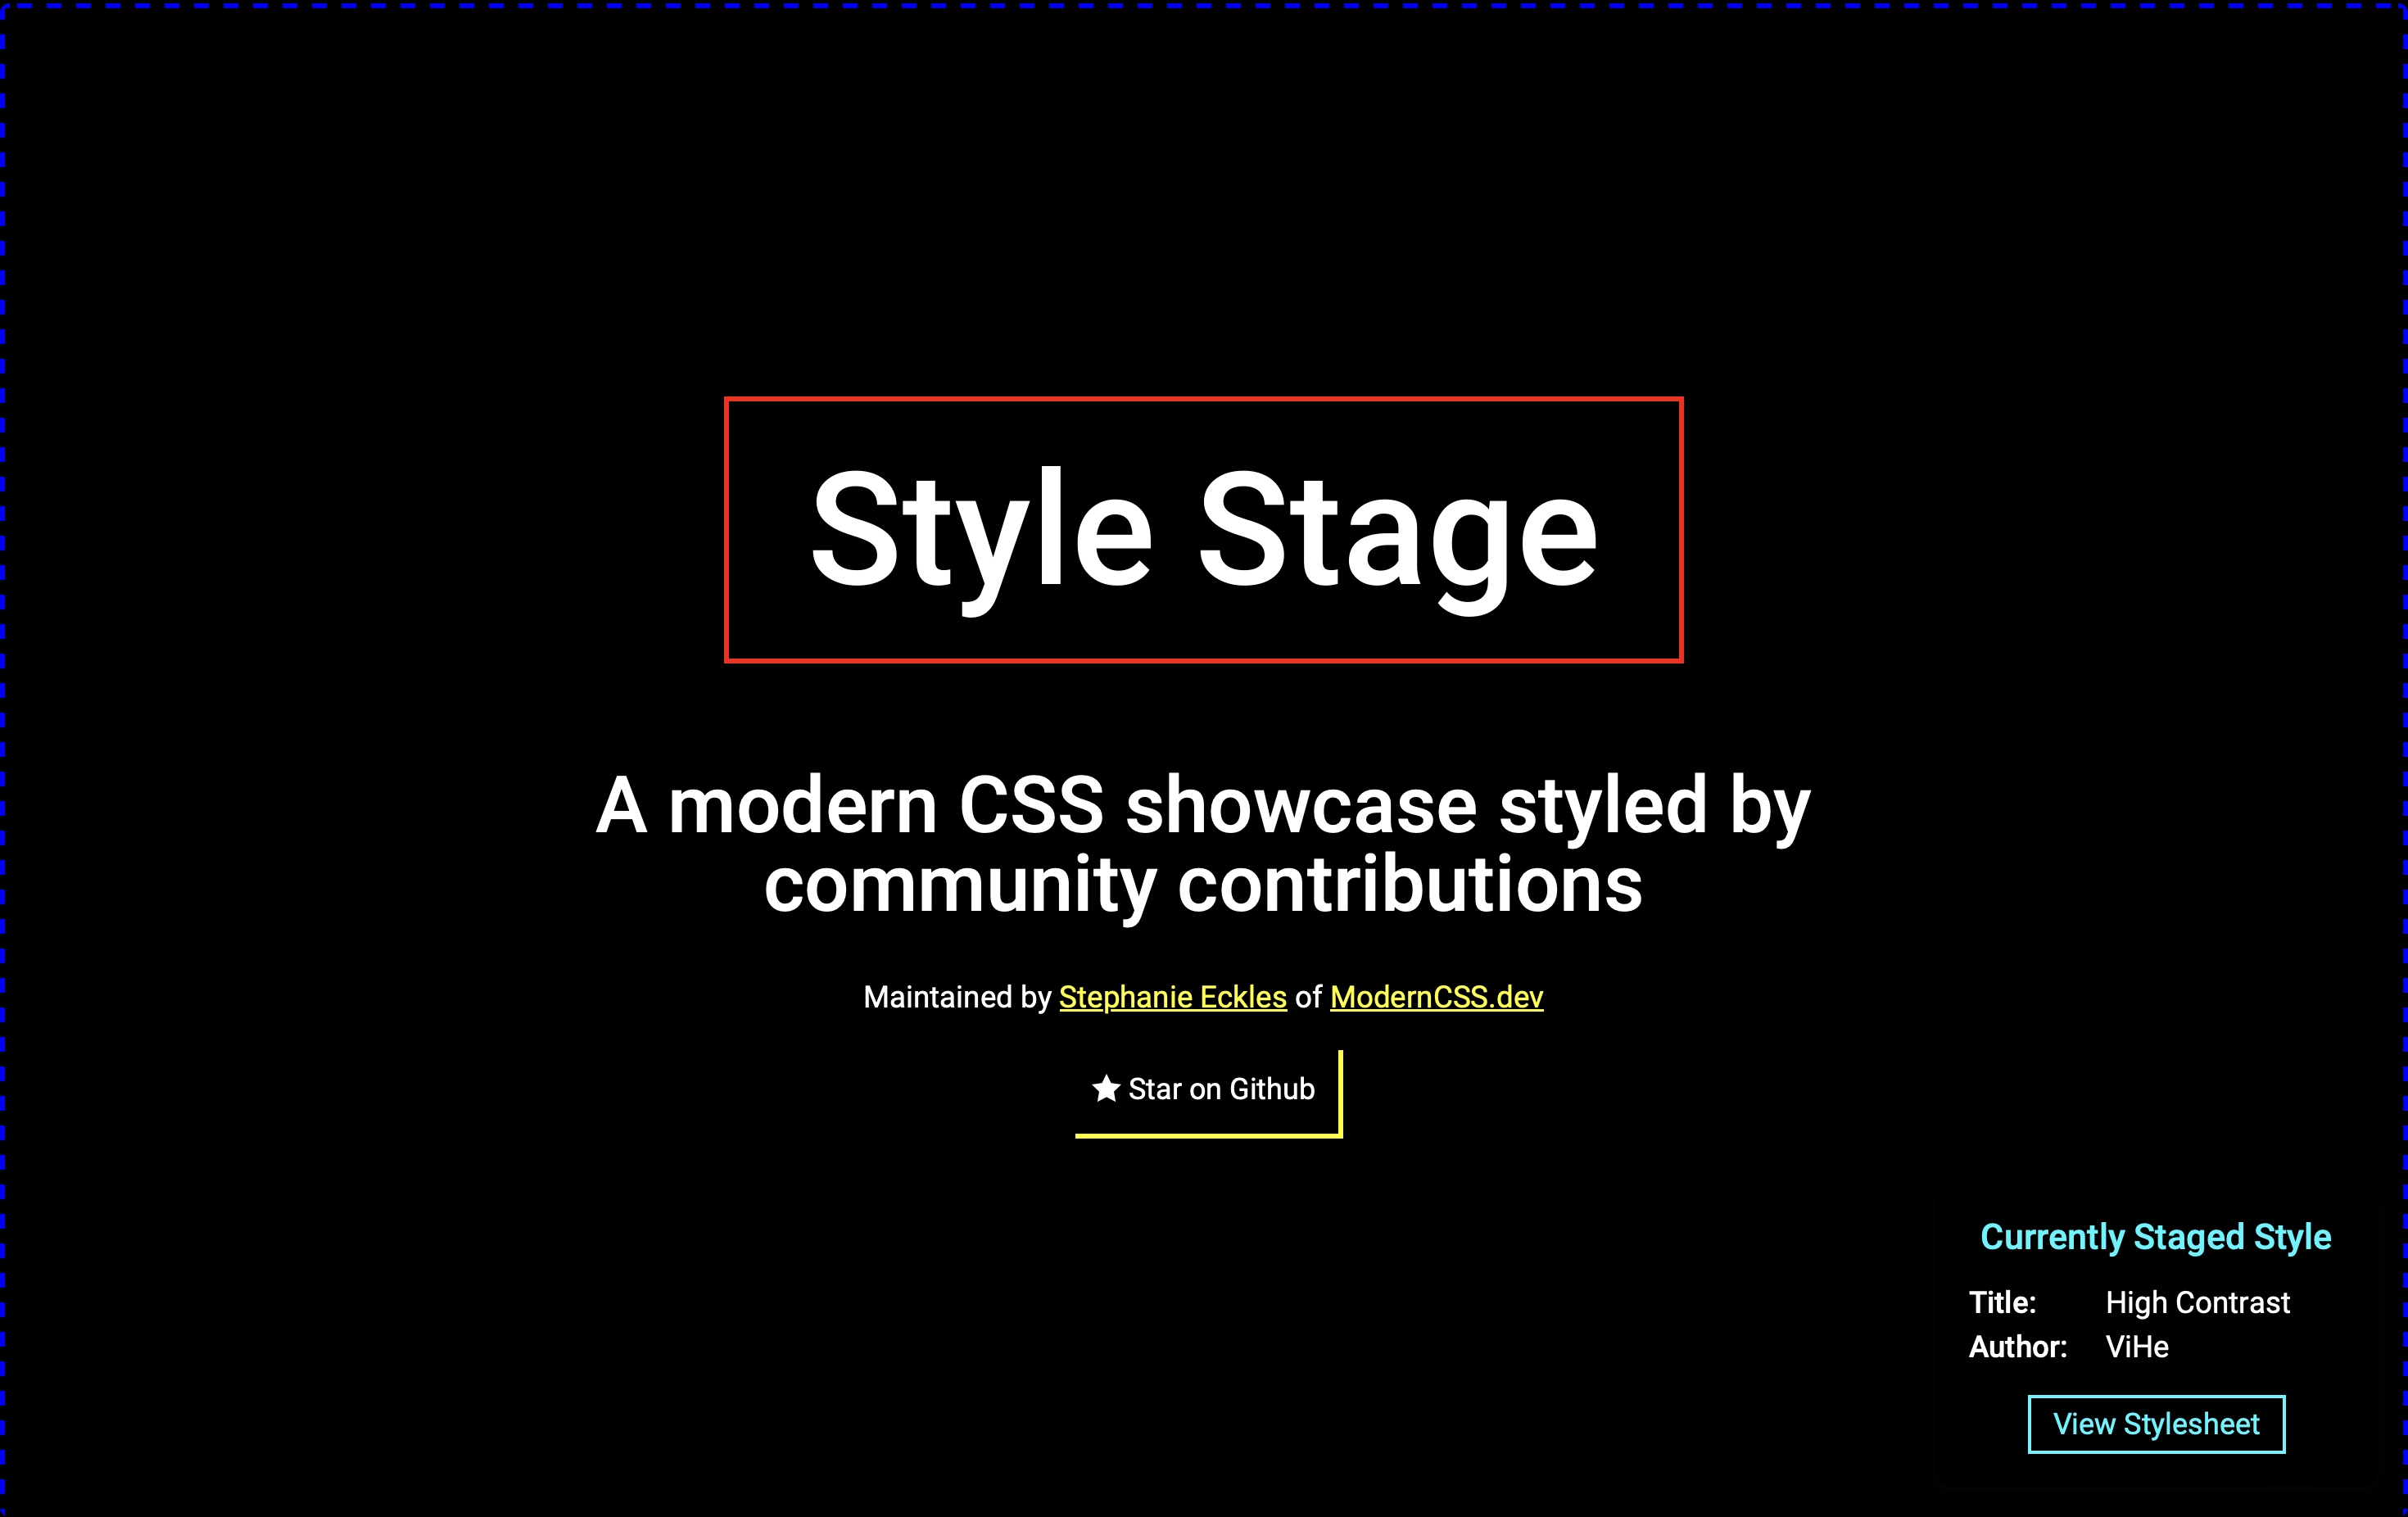 Style Stage
A modern CSS showcase styled by
community contributions
Maintained by Stephanie Eckles of ModernCSS.dev
Star on Github
Currently Staged Style
Title: High Contrast
Author: ViHe
View Stylesheet